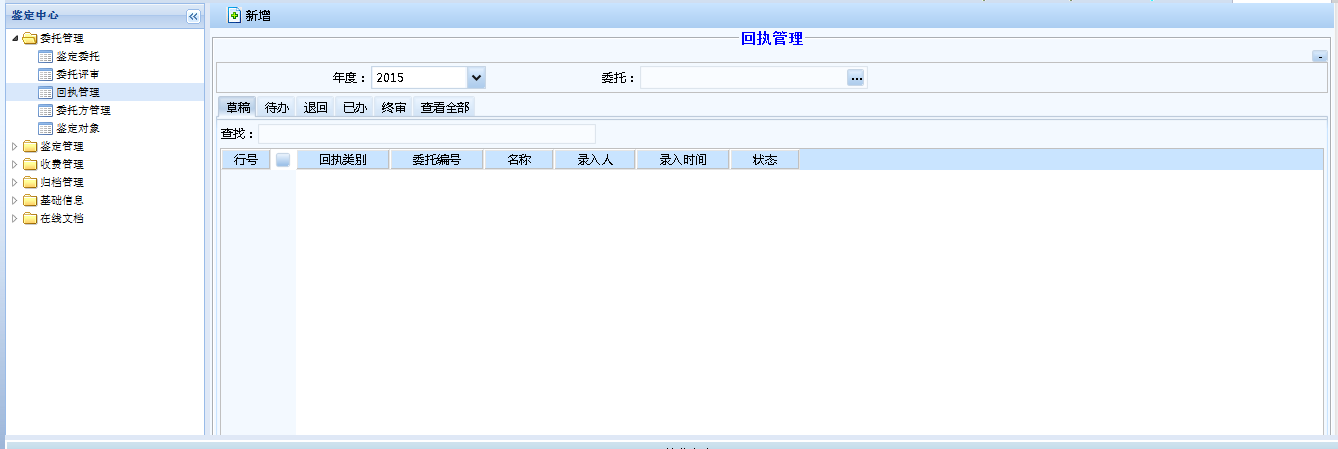 鉴定中心
新增
委托管理
鉴定委托
委托评审
回执管理
委托方管理
鉴定对象
鉴定管理
收费管理
归档管理
基础信息
在线文档
回执管理
年度： 2015 委托：
草稿 待办 退回 已办 终审 查看全部
查找：
行号 回执类别 委托编号 名称 录入人 录入时间 状态